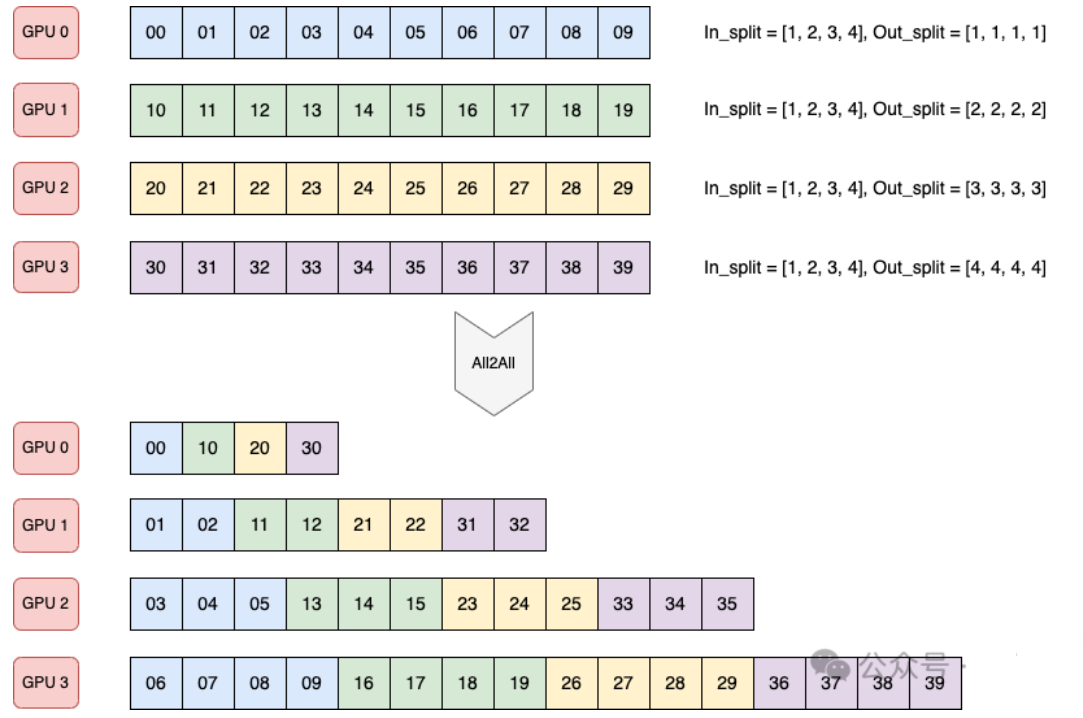 GPU 0 00 01 02 03 04 05 06 07 08 09 In_split = [1, 2, 3, 4], Out_split = [1, 1, 1, 1]
GPU 1 10 11 12 13 14 15 16 17 18 19 In_split = [1, 2, 3, 4], Out_split = [2, 2, 2, 2]
GPU 2 20 21 22 23 24 25 26 27 28 29 In_split = [1, 2, 3, 4], Out_split = [3, 3, 3, 3]
GPU 3 30 31 32 33 34 35 36 37 38 39 In_split = [1, 2, 3, 4], Out_split = [4, 4, 4, 4]
All2All
GPU 0 00 10 20 30
GPU 1 01 02 11 12 21 22 31 32
GPU 2 03 04 05 13 14 15 23 24 25 33 34 35
GPU 3 06 07 08 09 16 17 18 19 26 27 28 29 36 37 38 39
公众号 ·